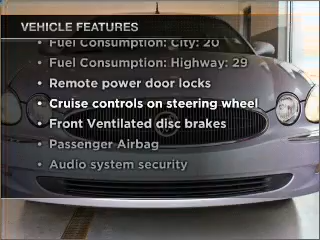 VEHICLE FEATURES
• Fuel Consumption: City: 20
• Fuel Consumption: Highway: 29
• Remote power door locks
• Cruise controls on steering wheel
• Front Ventilated disc brakes
• Passenger Airbag
• Audio system security